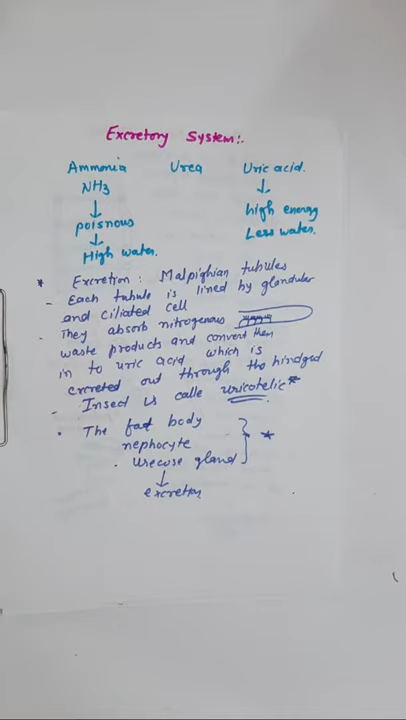 Excretory System:.
Ammonia Urea Uric acid.
NH3 ↓
↓ high energy
poisnous Less water.
↓
High water.
* Excretion: Malpighian tubules
- Each tubule is lined by glandular
and ciliated cell
- They absorb nitrogenous
waste products and convert them
in to uric acid which is
excreted out through the hindgud
- Insect is calle uricotelic*
• The fat body
nephocyte *
• urecose gland
↓
excretion